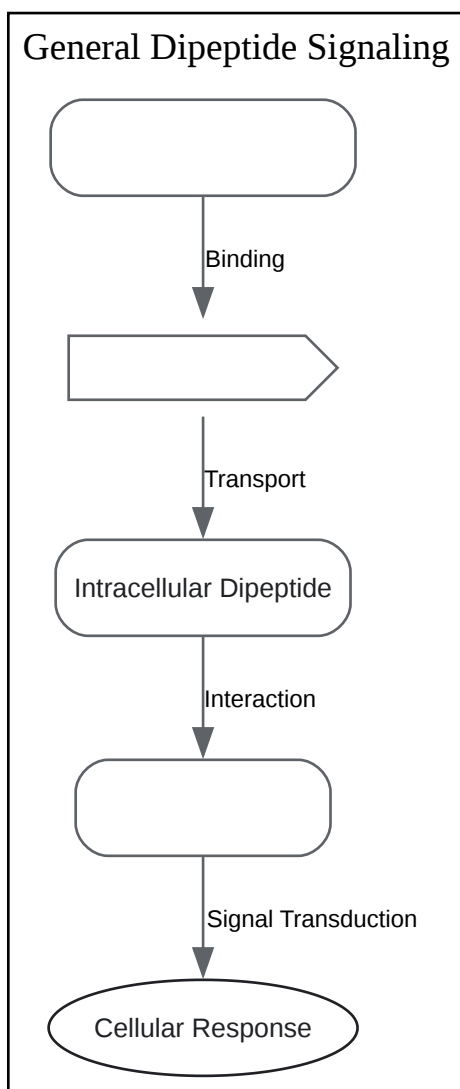 General Dipeptide Signaling
Binding
Transport
Intracellular Dipeptide
Interaction
Signal Transduction
Cellular Response